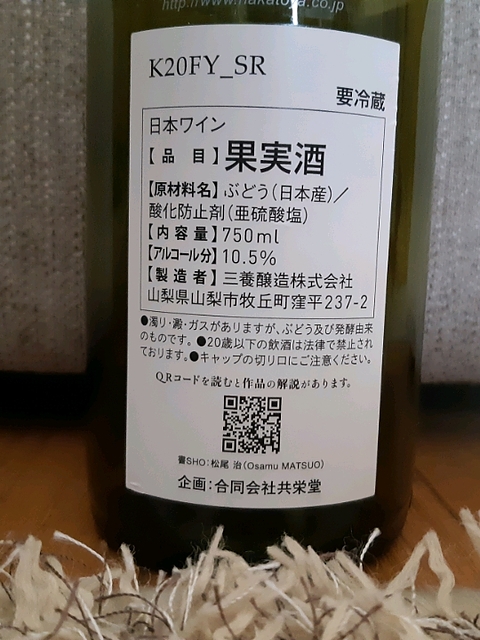 http://www.nakatoya.co.jp
K20FY_SR
要冷蔵
日本ワイン
【品目】果実酒
【原材料名】ぶどう(日本産)／
酸化防止剤(亜硫酸塩)
【内容量】750ml
【アルコール分】10.5%
【製造者】三養醸造株式会社
山梨県山梨市牧丘町窪平237-2
●濁り・澱・ガスがありますが、ぶどう及び発酵由来
のものです。●20歳以下の飲酒は法律で禁止され
ております。●キャップの切り口にご注意ください。
QRコードを読むと作品の解説があります。
書SHO：松尾 治(Osamu MATSUO)
企画：合同会社共栄堂